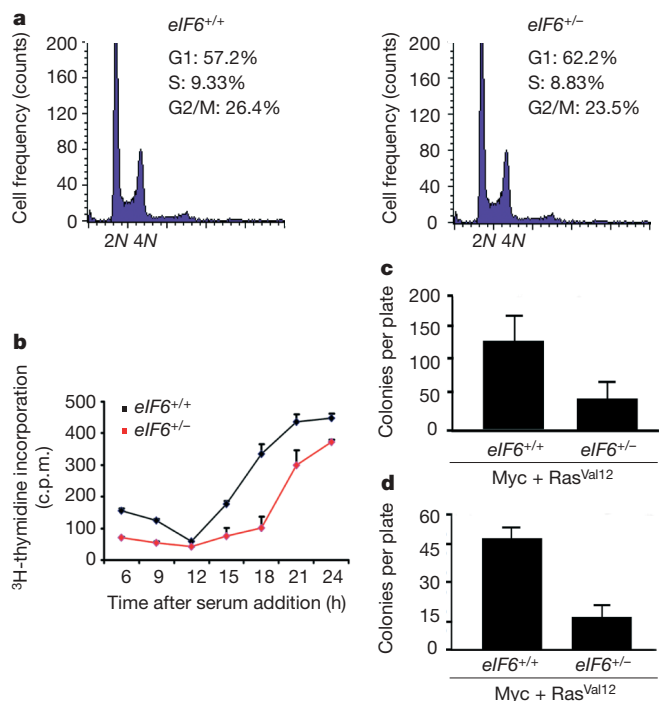 a
eIF6+/+
G1: 57.2%
S: 9.33%
G2/M: 26.4%
Cell frequency (counts)
200
160
120
80
40
0
2N 4N
eIF6+/–
G1: 62.2%
S: 8.83%
G2/M: 23.5%
Cell frequency (counts)
200
160
120
80
40
0
2N 4N
b
eIF6+/+
eIF6+/–
3H-thymidine incorporation
(c.p.m.)
500
400
300
200
100
0
6 9 12 15 18 21 24
Time after serum addition (h)
c
Colonies per plate
200
150
100
50
0
eIF6+/+ eIF6+/–
Myc + RasVal12
d
Colonies per plate
60
45
30
15
0
eIF6+/+ eIF6+/–
Myc + RasVal12